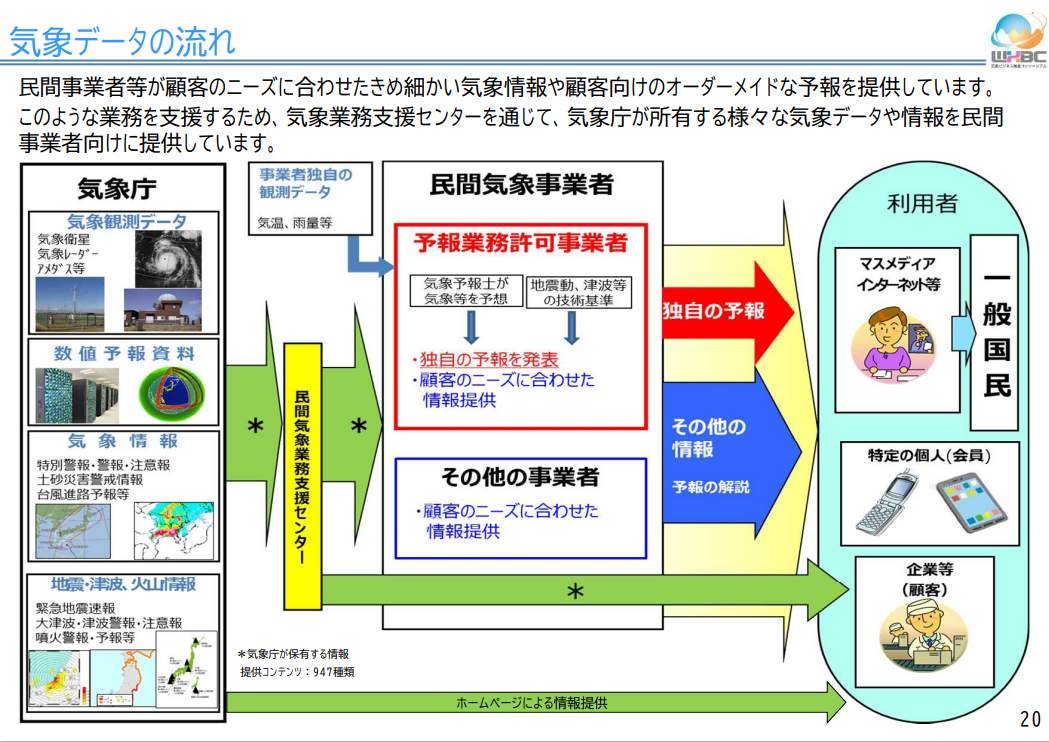 気象データの流れ
WXBC
気象ビジネス推進コンソーシアム
民間事業者等が顧客のニーズに合わせたきめ細かい気象情報や顧客向けのオーダーメイドな予報を提供しています。
このような業務を支援するため、気象業務支援センターを通じて、気象庁が所有する様々な気象データや情報を民間
事業者向けに提供しています。
気象庁
気象観測データ
気象衛星
気象レーダー
アメダス等
数値予報資料
気象情報
特別警報・警報・注意報
土砂災害警戒情報
台風進路予報等
地震・津波、火山情報
緊急地震速報
大津波・津波警報・注意報
噴火警報・予報等
事業者独自の
観測データ
気温、雨量等
*
民間気象業務支援センター
*
民間気象事業者
予報業務許可事業者
気象予報士が
気象等を予想
地震動、津波等
の技術基準
・独自の予報を発表
・顧客のニーズに合わせた
情報提供
その他の事業者
・顧客のニーズに合わせた
情報提供
独自の予報
その他の
情報
予報の解説
*
利用者
マスメディア
インターネット等
一般国民
特定の個人(会員)
企業等
(顧客)
*気象庁が保有する情報
提供コンテンツ：947種類
ホームページによる情報提供
20